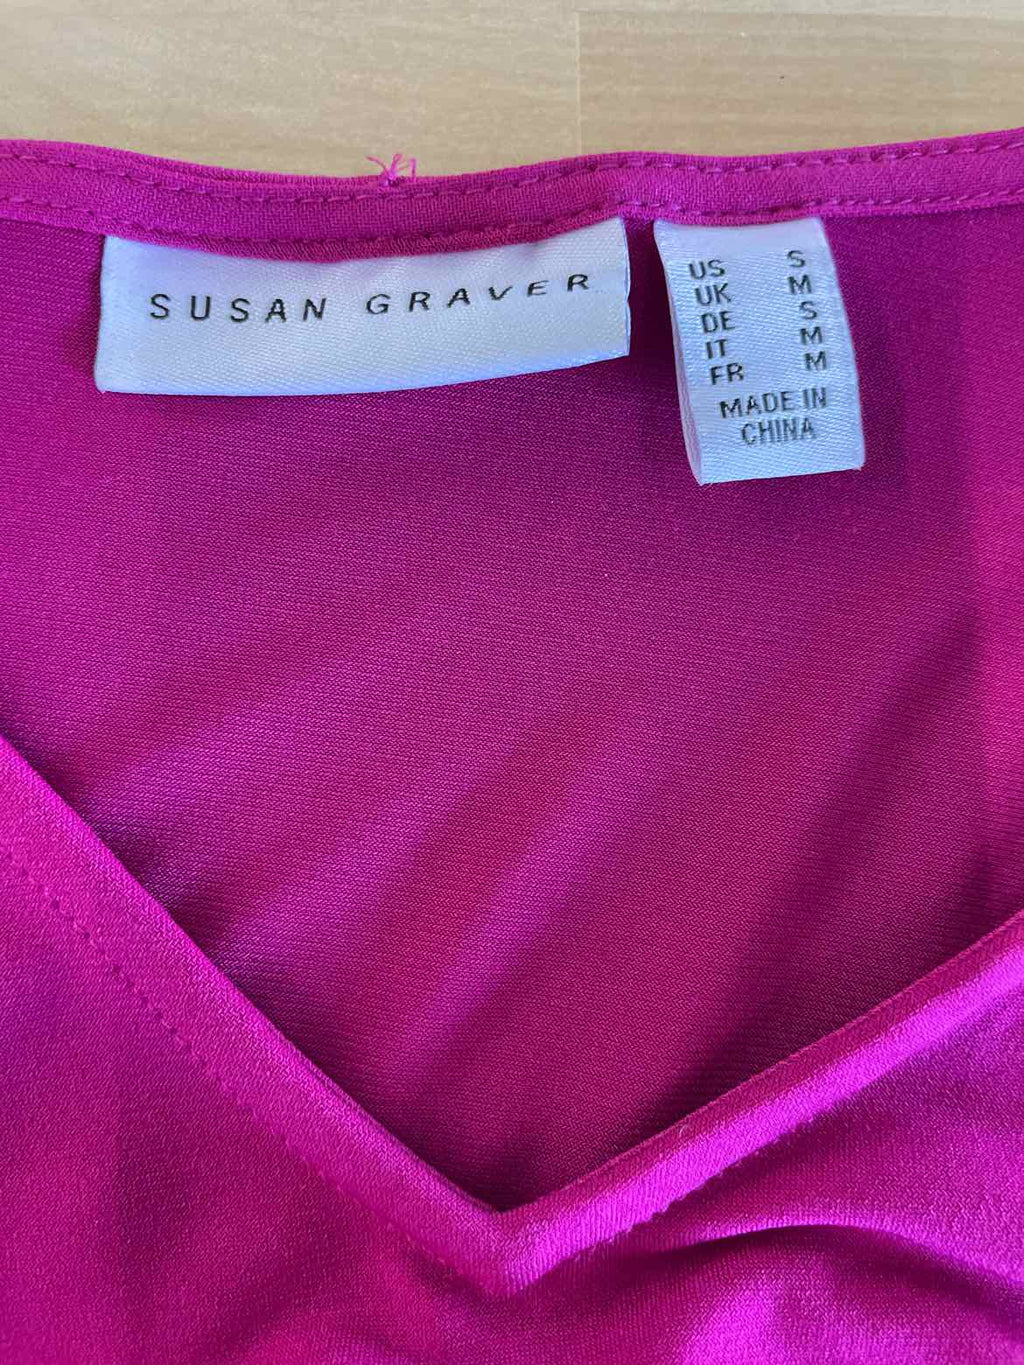 SUSAN GRAVER
US S
UK M
DE S
IT M
FR M
MADE IN
CHINA